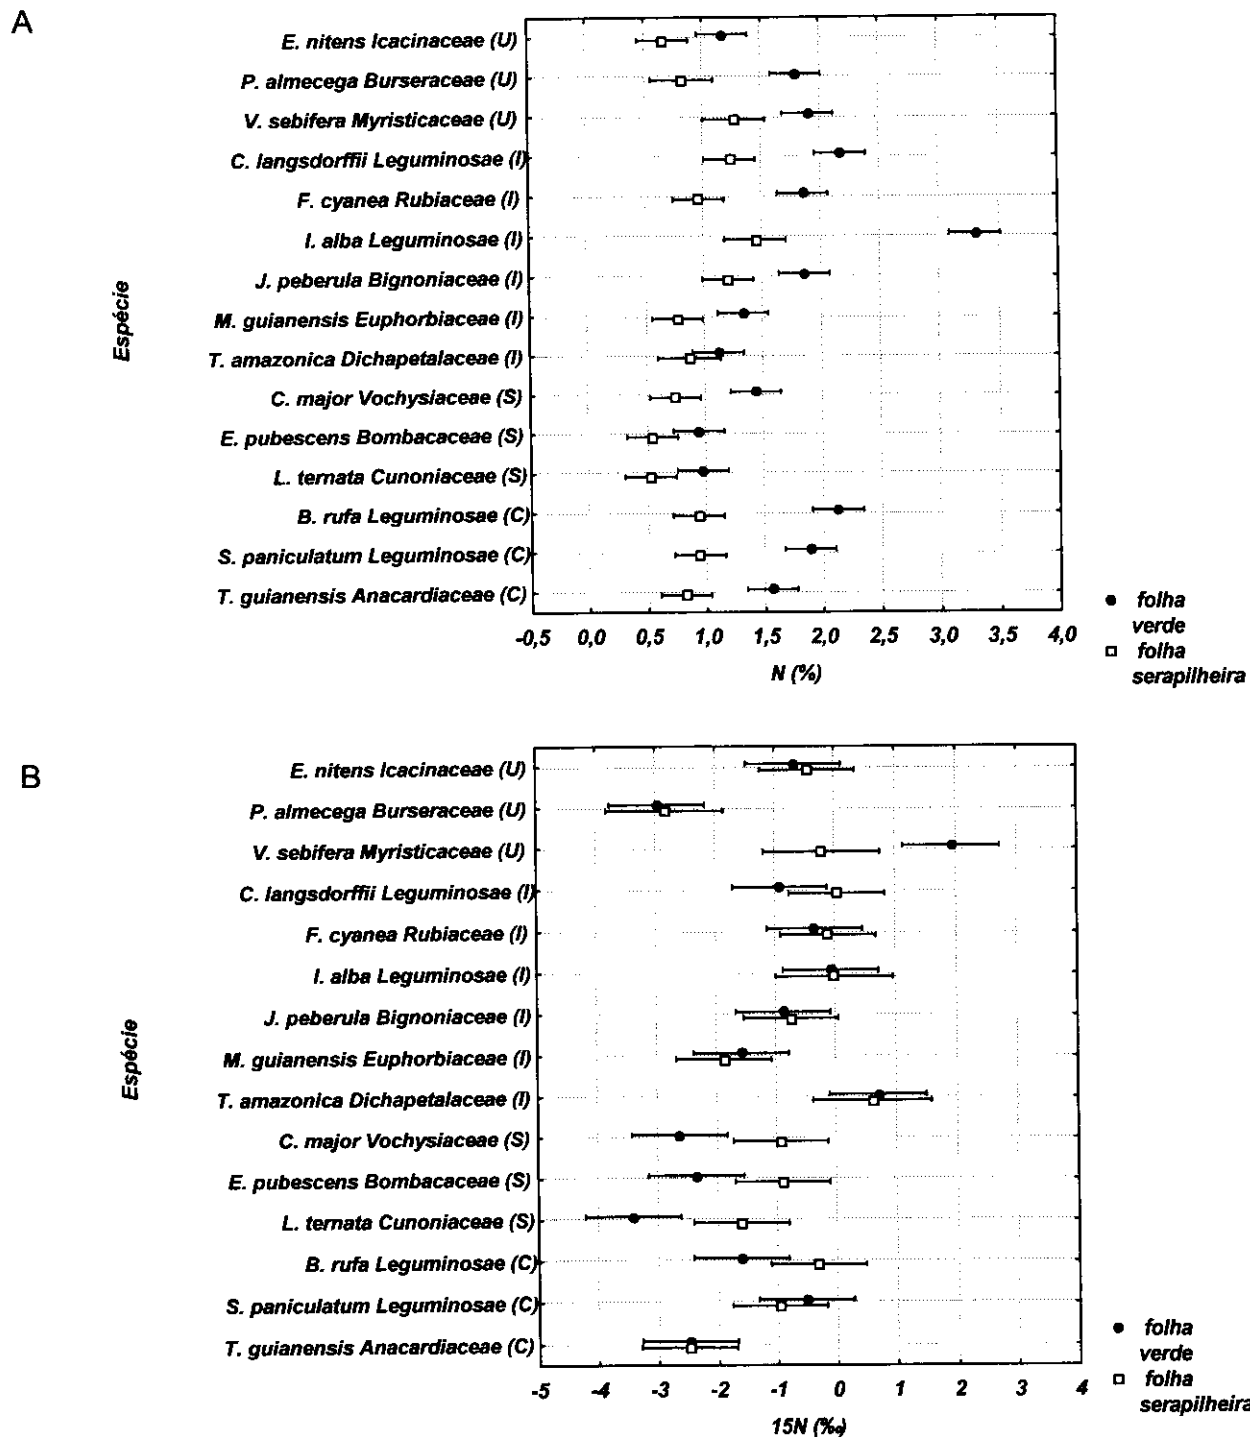 A
E. nitens Icacinaceae (U)
P. almecega Burseraceae (U)
V. sebifera Myristicaceae (U)
C. langsdorffii Leguminosae (I)
F. cyanea Rubiaceae (I)
I. alba Leguminosae (I)
J. peberula Bignoniaceae (I)
M. guianensis Euphorbiaceae (I)
T. amazonica Dichapetalaceae (I)
C. major Vochysiaceae (S)
E. pubescens Bombacaceae (S)
L. ternata Cunoniaceae (S)
B. rufa Leguminosae (C)
S. paniculatum Leguminosae (C)
T. guianensis Anacardiaceae (C)
Espécie
-0,5 0,0 0,5 1,0 1,5 2,0 2,5 3,0 3,5 4,0
N (%)
folha
verde
folha
serapilheira
B
E. nitens Icacinaceae (U)
P. almecega Burseraceae (U)
V. sebifera Myristicaceae (U)
C. langsdorffii Leguminosae (I)
F. cyanea Rubiaceae (I)
I. alba Leguminosae (I)
J. peberula Bignoniaceae (I)
M. guianensis Euphorbiaceae (I)
T. amazonica Dichapetalaceae (I)
C. major Vochysiaceae (S)
E. pubescens Bombacaceae (S)
L. ternata Cunoniaceae (S)
B. rufa Leguminosae (C)
S. paniculatum Leguminosae (C)
T. guianensis Anacardiaceae (C)
Espécie
-5 -4 -3 -2 -1 0 1 2 3 4
15N (‰)
folha
verde
folha
serapilheira